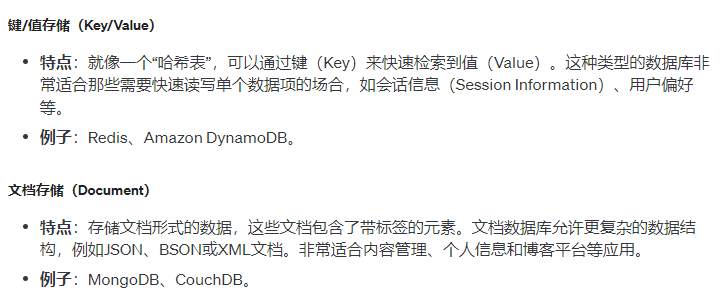 键/值存储（Key/Value）
• 特点：就像一个“哈希表”，可以通过键（Key）来快速检索到值（Value）。这种类型的数据库非
常适合那些需要快速读写单个数据项的场合，如会话信息（Session Information）、用户偏好
等。
• 例子：Redis、Amazon DynamoDB。
文档存储（Document）
• 特点：存储文档形式的数据，这些文档包含了带标签的元素。文档数据库允许更复杂的数据结
构，例如JSON、BSON或XML文档。非常适合内容管理、个人信息和博客平台等应用。
• 例子：MongoDB、CouchDB。